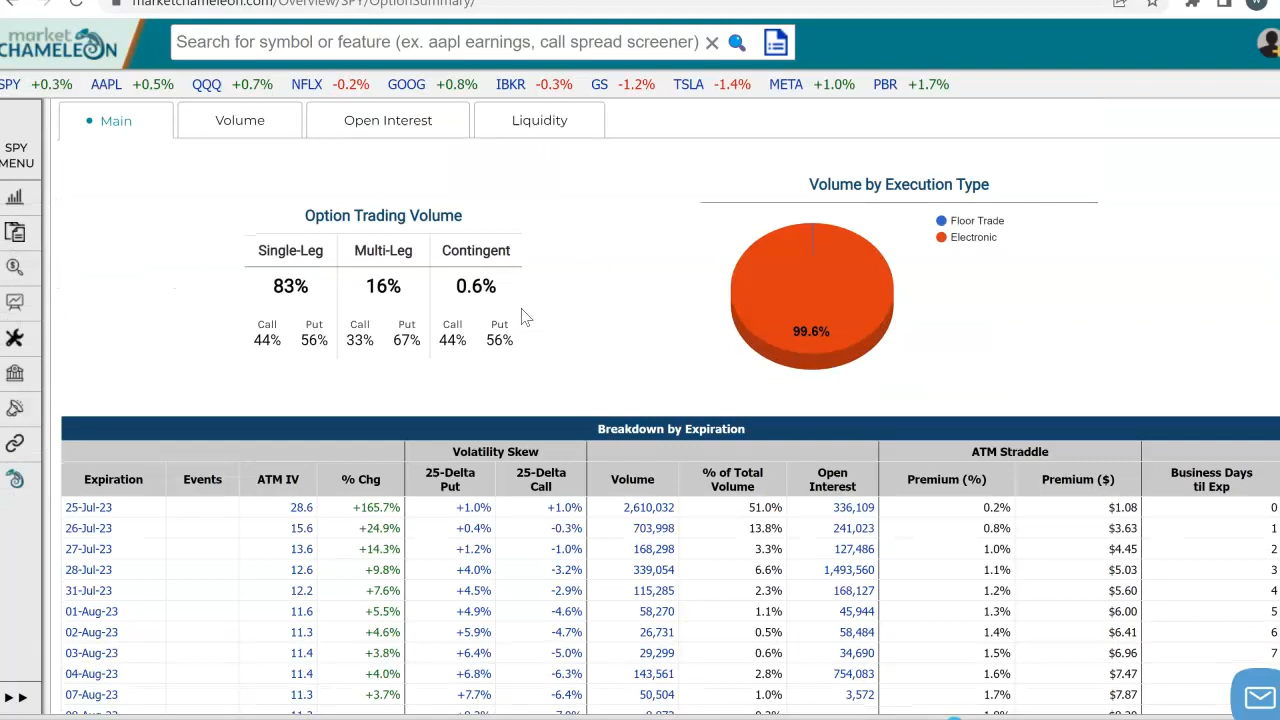 marketchameleon.com/Overview/SPY/OptionSummary/
market
CHAMELEON
Search for symbol or feature (ex. aapl earnings, call spread screener)
SPY +0.3% AAPL +0.5% QQQ +0.7% NFLX -0.2% GOOG +0.8% IBKR -0.3% GS -1.2% TSLA -1.4% META +1.0% PBR +1.7%
Main Volume Open Interest Liquidity
SPY
MENU
Option Trading Volume
Single-Leg Multi-Leg Contingent
83% 16% 0.6%
Call Put Call Put Call Put
44% 56% 33% 67% 44% 56%
Volume by Execution Type
Floor Trade
Electronic
99.6%
Breakdown by Expiration
Volatility Skew ATM Straddle
Expiration Events ATM IV % Chg 25-Delta Put 25-Delta Call Volume % of Total Volume Open Interest Premium (%) Premium ($) Business Days til Exp
25-Jul-23 28.6 +165.7% +1.0% +1.0% 2,610,032 51.0% 336,109 0.2% $1.08 0
26-Jul-23 15.6 +24.9% +0.4% -0.3% 703,998 13.8% 241,023 0.8% $3.63 1
27-Jul-23 13.6 +14.3% +1.2% -1.0% 168,298 3.3% 127,486 1.0% $4.45 2
28-Jul-23 12.6 +9.8% +4.0% -3.2% 339,054 6.6% 1,493,560 1.1% $5.03 3
31-Jul-23 12.2 +7.6% +4.5% -2.9% 115,285 2.3% 168,127 1.2% $5.60 4
01-Aug-23 11.6 +5.5% +4.9% -4.6% 58,270 1.1% 45,944 1.3% $6.00 5
02-Aug-23 11.3 +4.6% +5.9% -4.7% 26,731 0.5% 58,484 1.4% $6.41 6
03-Aug-23 11.4 +3.8% +6.4% -5.0% 29,299 0.6% 34,690 1.5% $6.96 7
04-Aug-23 11.4 +4.0% +6.8% -6.3% 143,561 2.8% 754,083 1.6% $7.47
07-Aug-23 11.3 +3.7% +7.7% -6.4% 50,504 1.0% 3,572 1.7% $7.87